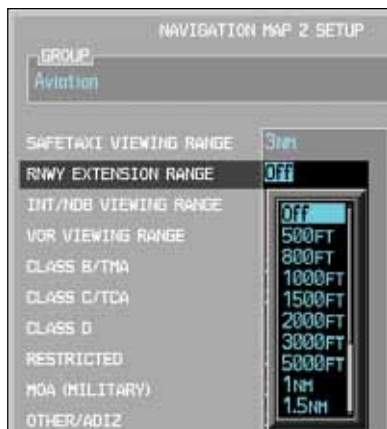 NAVIGATION MAP 2 SETUP
GROUP
Aviation
SAFETAXI VIEWING RANGE 3NM
RNWY EXTENSION RANGE Off
INT/NDB VIEWING RANGE
VOR VIEWING RANGE
CLASS B/TMA
CLASS C/TCA
CLASS D
RESTRICTED
MOA (MILITARY)
OTHER/ADIZ
Off
500FT
800FT
1000FT
1500FT
2000FT
3000FT
5000FT
1NM
1.5NM